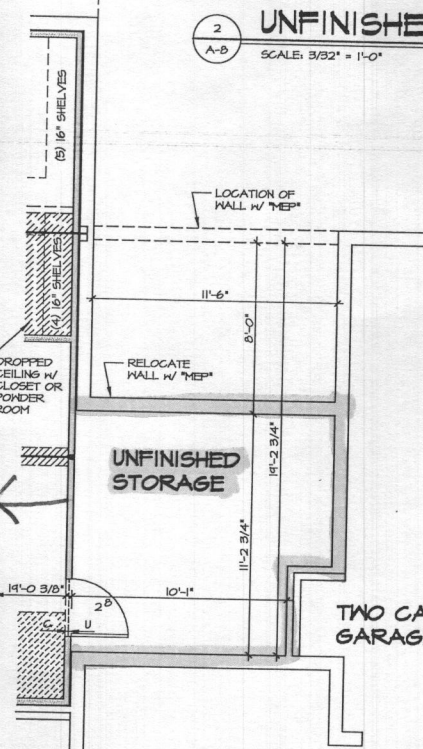 2
A-8
UNFINISHE
SCALE: 3/32" = 1'-0"
(5) 16" SHELVES
LOCATION OF
WALL W/ "MEP"
(4) 16" SHELVES
11'-6"
8'-0"
DROPPED
CEILING W/
CLOSET OR
POWDER
ROOM
RELOCATE
WALL W/ "MEP"
19'-2 3/4"
UNFINISHED
STORAGE
11'-2 3/4"
19'-0 3/8"
10'-1"
2⁸
C
U
TWO CA
GARAG